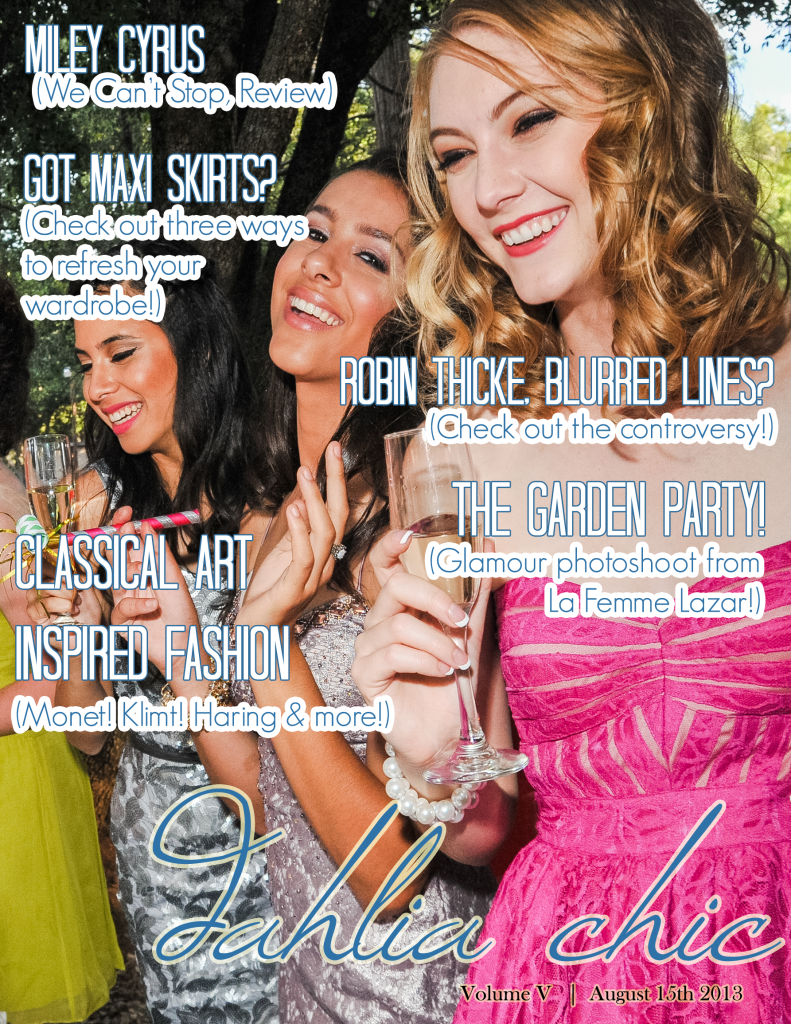 MILEY CYRUS
(We Can't Stop, Review)
GOT MAXI SKIRTS?
(Check out three ways
to refresh your
wardrobe!)
ROBIN THICKE, BLURRED LINES?
(Check out the controversy!)
THE GARDEN PARTY!
(Glamour photoshoot from
La Femme Lazar!)
CLASSICAL ART
INSPIRED FASHION
(Monet! Klimt! Haring & more!)
Dahlia chic
Volume V | August 15th 2013